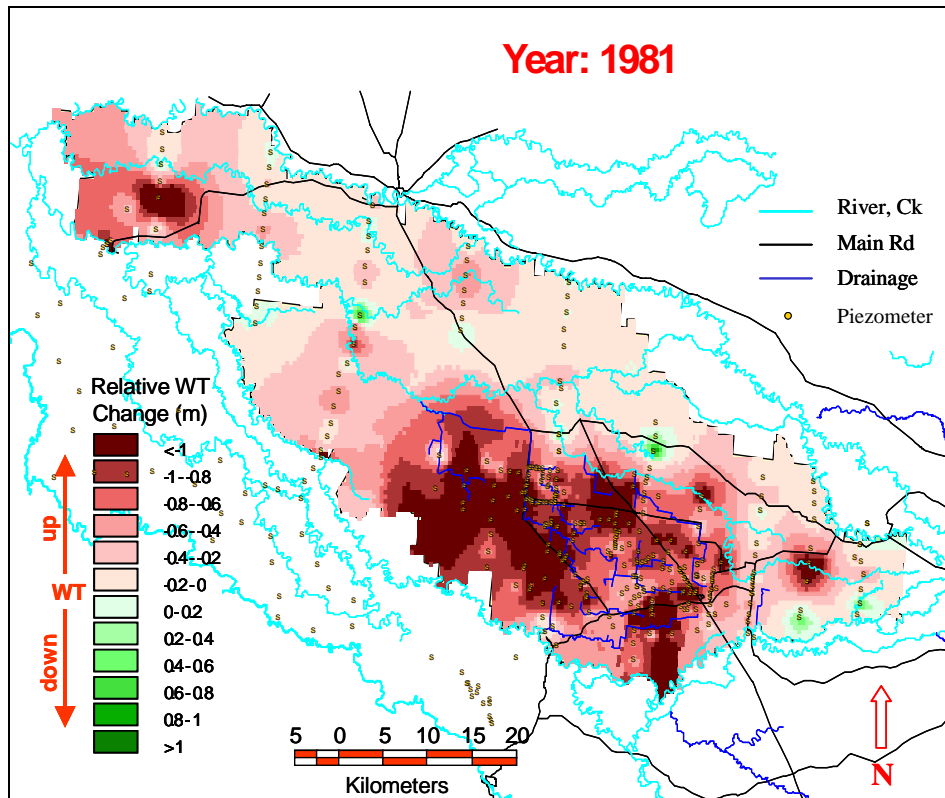 Year: 1981
River, Ck
Main Rd
Drainage
Piezometer
Relative WT
Change (m)
<-1
-1--0.8
-0.8--0.6
-0.6--0.4
-0.4--0.2
-0.2-0
0-0.2
0.2-0.4
0.4-0.6
0.6-0.8
0.8-1
>1
up
WT
down
5 0 5 10 15 20
Kilometers
N